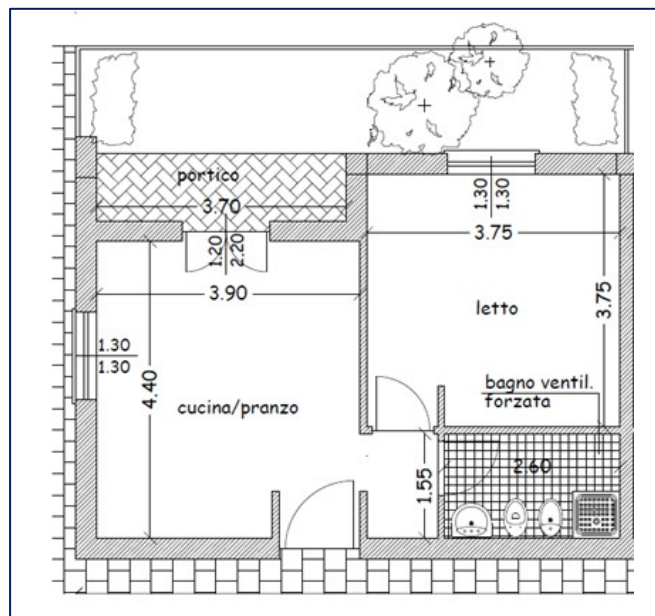 portico
3.70
1.30
1.30
1.20
2.20
3.75
3.90
letto
3.75
1.30
1.30
4.40
cucina/pranzo
bagno ventil.
forzata
2.60
1.55